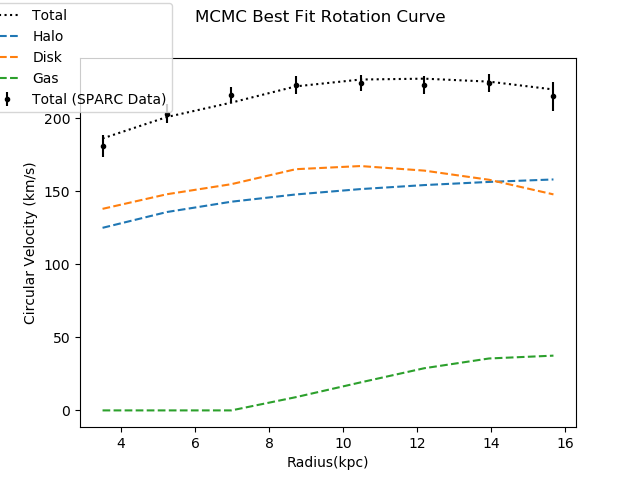 MCMC Best Fit Rotation Curve
Total
Halo
Disk
Gas
Total (SPARC Data)
200
150
100
50
0
Circular Velocity (km/s)
4 6 8 10 12 14 16
Radius(kpc)